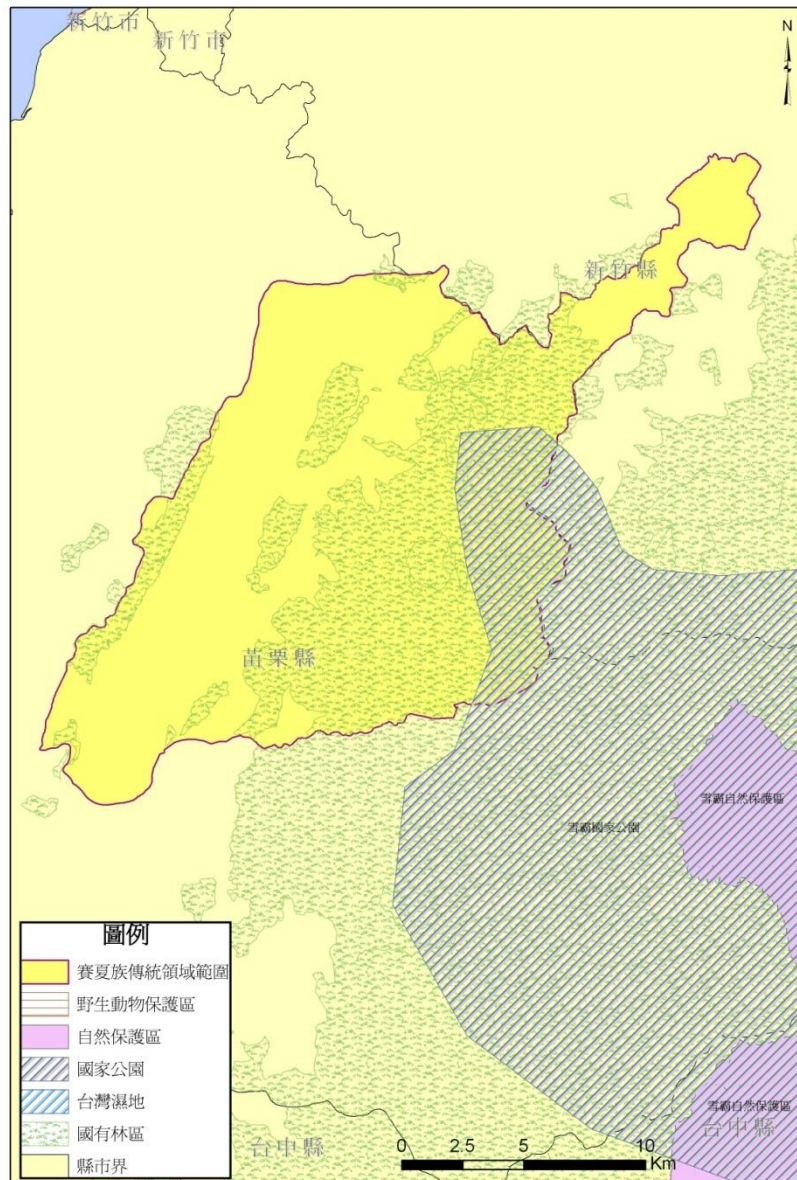 新竹市
新竹市
N
新竹縣
苗栗縣
雪霸自然保護區
雪霸國家公園
圖例
賽夏族傳統領域範圍
野生動物保護區
自然保護區
國家公園
台灣濕地
國有林區
縣市界
雪霸自然保護區
台中縣
台中縣
0 2.5 5 10
Km